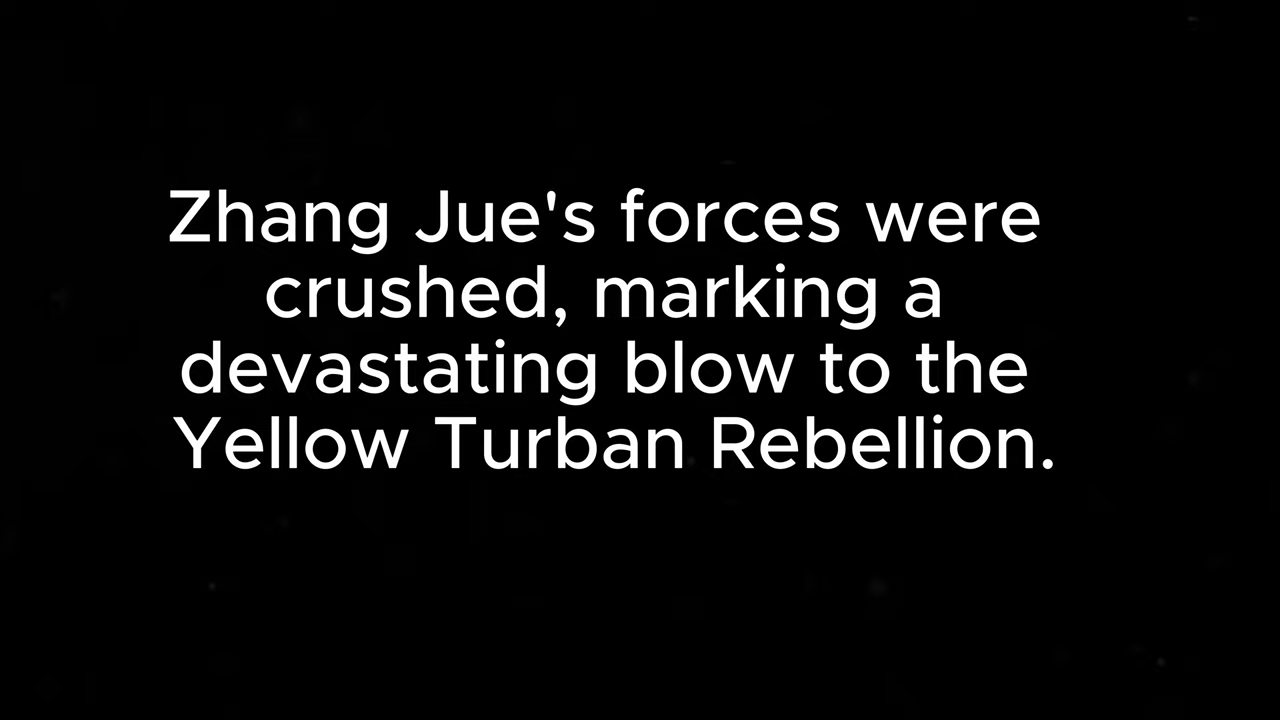 Zhang Jue's forces were
crushed, marking a
devastating blow to the
Yellow Turban Rebellion.